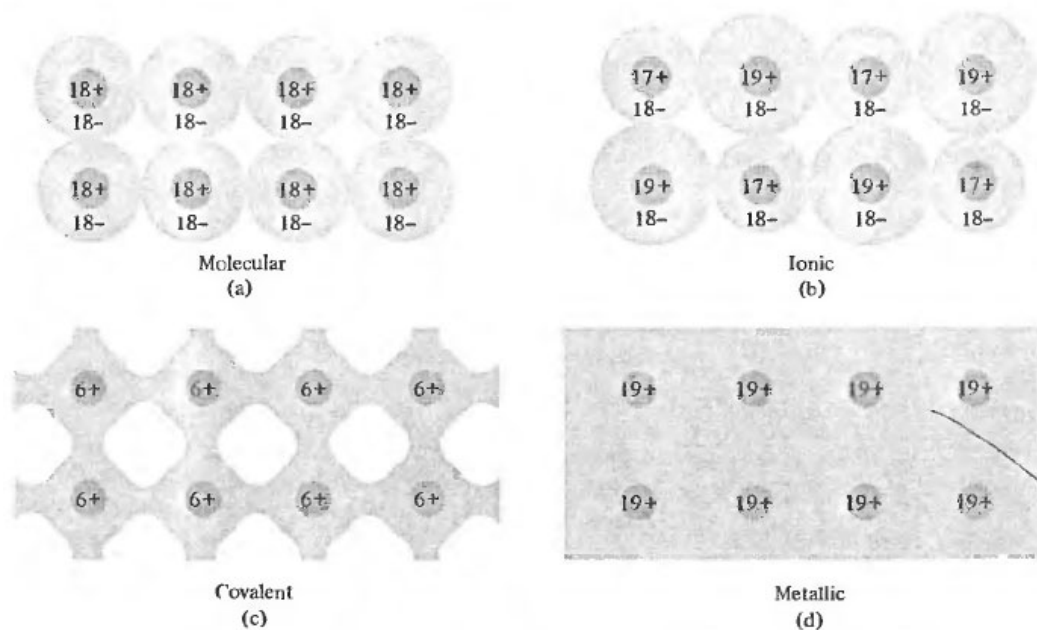 18+ 18+ 18+ 18+
18– 18– 18– 18–
18+ 18+ 18+ 18+
18– 18– 18– 18–
Molecular
(a)
17+ 19+ 17+ 19+
18– 18– 18– 18–
19+ 17+ 19+ 17+
18– 18– 18– 18–
Ionic
(b)
6+ 6+ 6+ 6+
6+ 6+ 6+ 6+
Covalent
(c)
19+ 19+ 19+ 19+
19+ 19+ 19+ 19+
Metallic
(d)